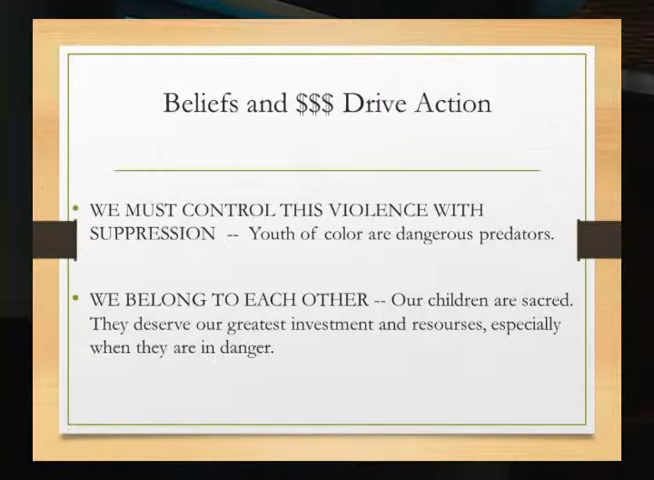 Beliefs and $$$ Drive Action
• WE MUST CONTROL THIS VIOLENCE WITH
SUPPRESSION -- Youth of color are dangerous predators.
• WE BELONG TO EACH OTHER -- Our children are sacred.
They deserve our greatest investment and resourses, especially
when they are in danger.